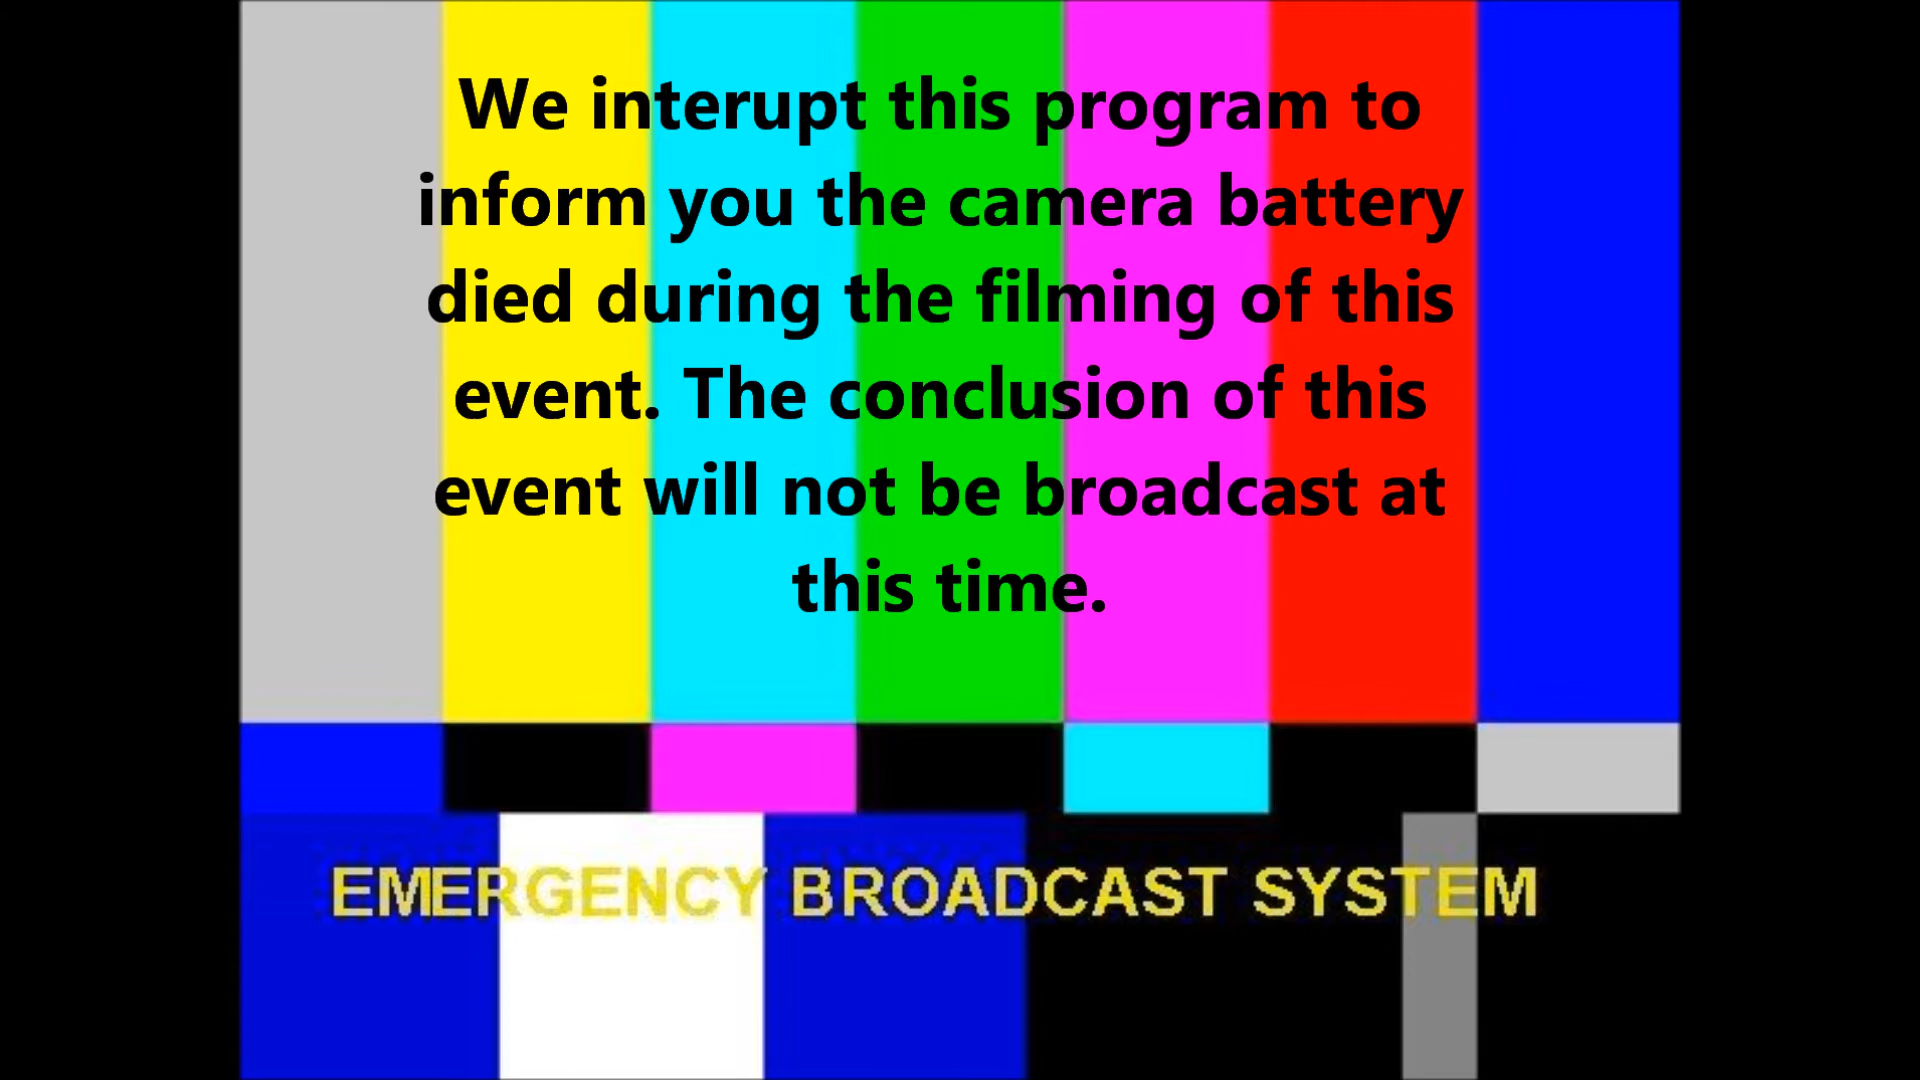 We interupt this program to
inform you the camera battery
died during the filming of this
event. The conclusion of this
event will not be broadcast at
this time.
EMERGENCY BROADCAST SYSTEM